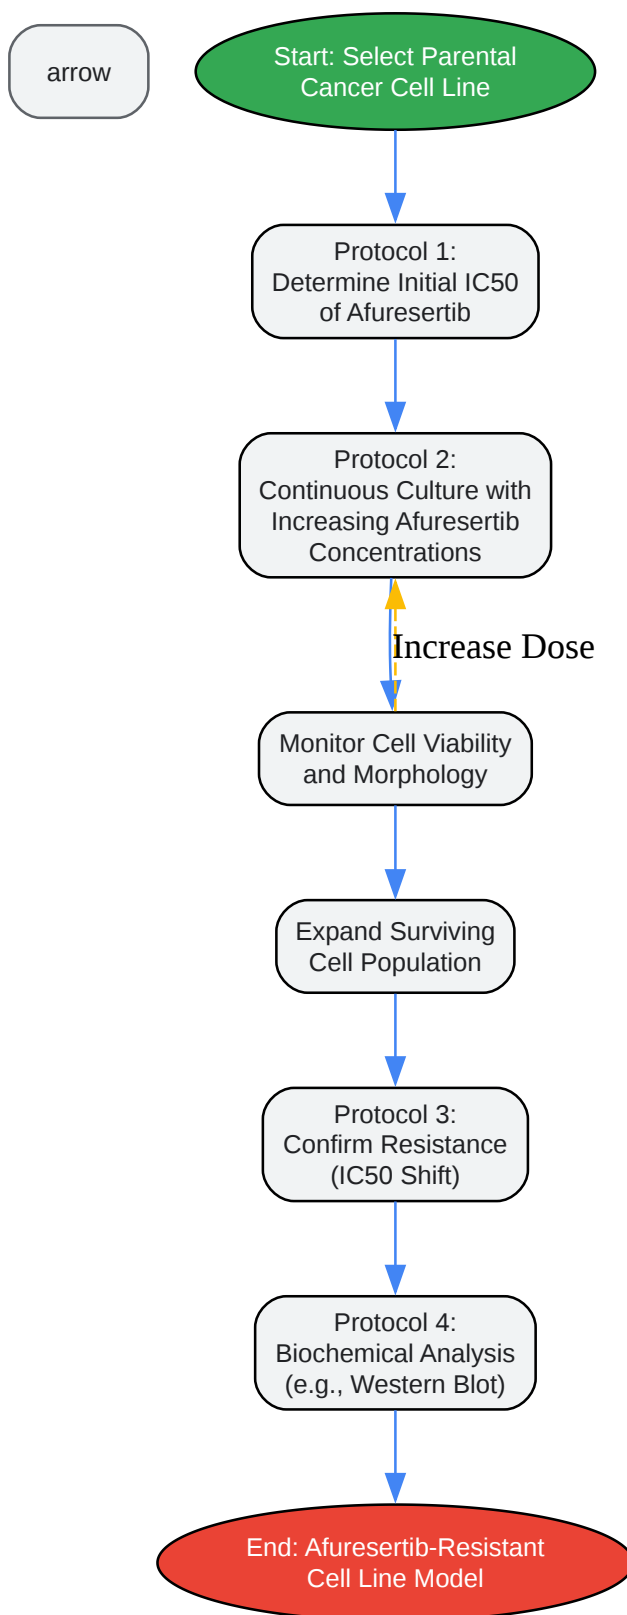 arrow
Start: Select Parental
Cancer Cell Line
Protocol 1:
Determine Initial IC50
of Afuresertib
Protocol 2:
Continuous Culture with
Increasing Afuresertib
Concentrations
Increase Dose
Monitor Cell Viability
and Morphology
Expand Surviving
Cell Population
Protocol 3:
Confirm Resistance
(IC50 Shift)
Protocol 4:
Biochemical Analysis
(e.g., Western Blot)
End: Afuresertib-Resistant
Cell Line Model